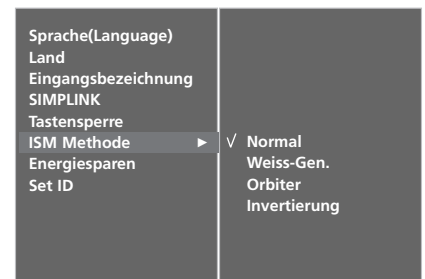 Sprache(Language)
Land
Eingangsbezeichnung
SIMPLINK
Tastensperre
ISM Methode ► √ Normal
Energiesparen Weiss-Gen.
Set ID Orbiter
Invertierung